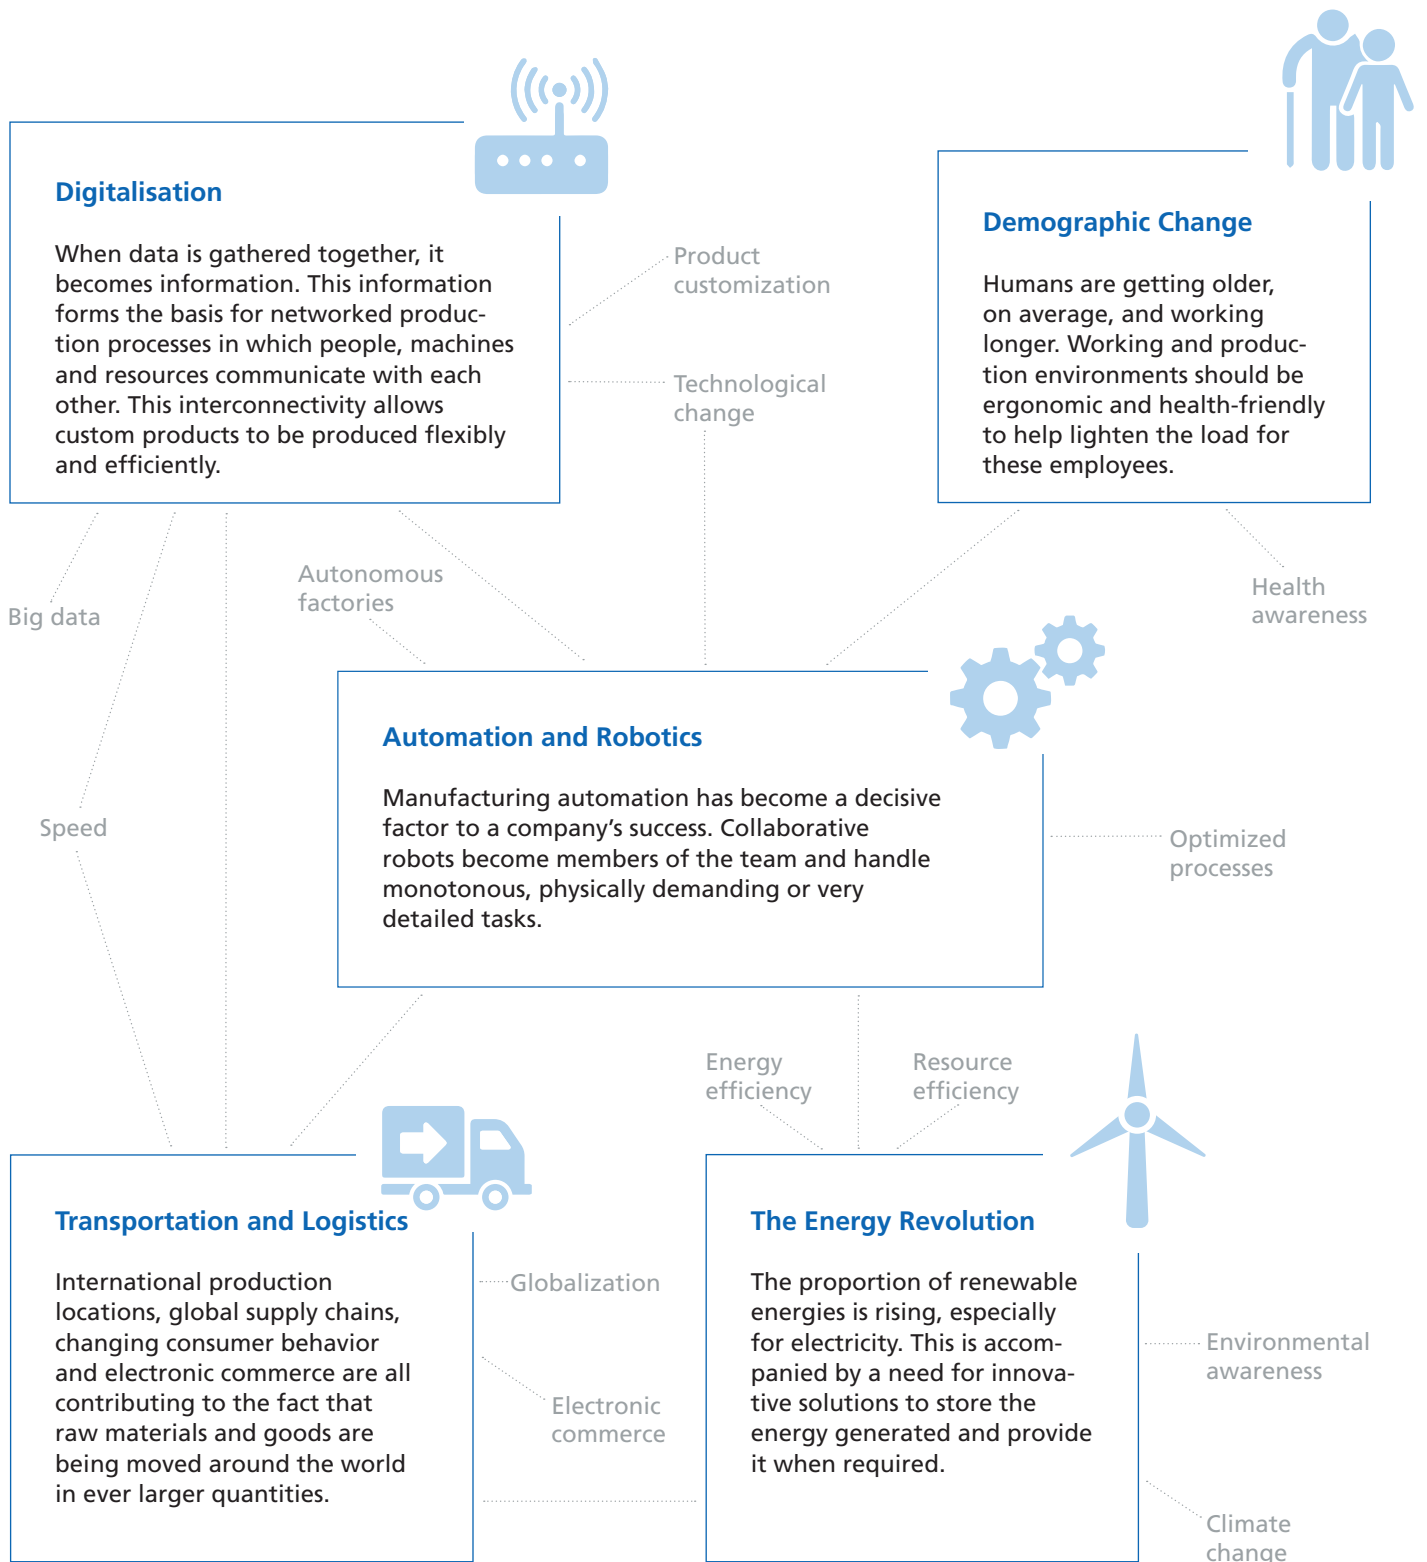 Digitalisation
When data is gathered together, it
becomes information. This information
forms the basis for networked produc-
tion processes in which people, machines
and resources communicate with each
other. This interconnectivity allows
custom products to be produced flexibly
and efficiently.
Product
customization
Technological
change
Demographic Change
Humans are getting older,
on average, and working
longer. Working and produc-
tion environments should be
ergonomic and health-friendly
to help lighten the load for
these employees.
Big data
Autonomous
factories
Health
awareness
Speed
Automation and Robotics
Manufacturing automation has become a decisive
factor to a company’s success. Collaborative
robots become members of the team and handle
monotonous, physically demanding or very
detailed tasks.
Optimized
processes
Energy
efficiency
Resource
efficiency
Transportation and Logistics
International production
locations, global supply chains,
changing consumer behavior
and electronic commerce are all
contributing to the fact that
raw materials and goods are
being moved around the world
in ever larger quantities.
Globalization
Electronic
commerce
The Energy Revolution
The proportion of renewable
energies is rising, especially
for electricity. This is accom-
panied by a need for innova-
tive solutions to store the
energy generated and provide
it when required.
Environmental
awareness
Climate
change